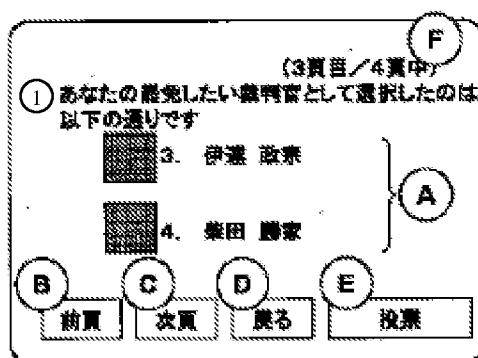 F
(3頁目/4頁中)
① あなたの罷免したい裁判官として選択したのは
以下の通りです
3. 伊達 政宗
A
4. 柴田 勝家
B C D E
前頁 次頁 戻る 投票